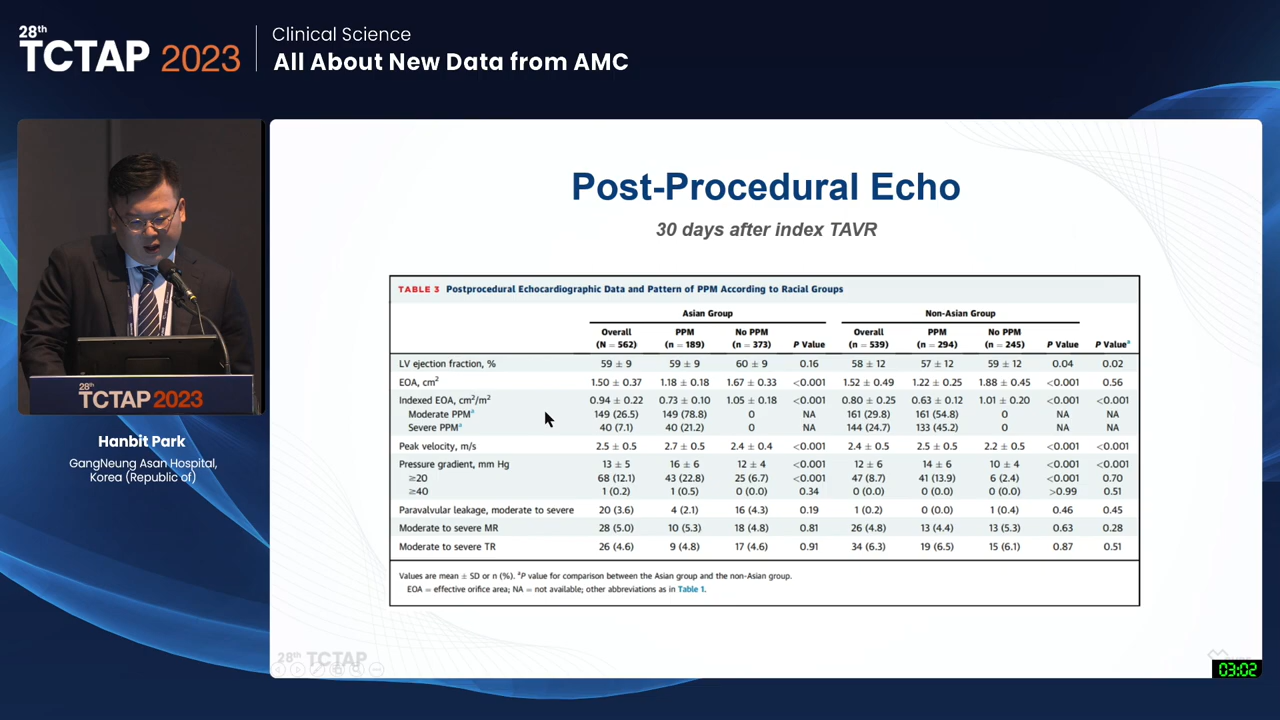 28th
TCTAP 2023
Clinical Science
All About New Data from AMC
28th
TCTAP2023
Hanbit Park
GangNeung Asan Hospital,
Korea (Republic of)
Post-Procedural Echo
30 days after index TAVR
TABLE 3 Postprocedural Echocardiographic Data and Pattern of PPM According to Racial Groups
Asian Group Non-Asian Group
Overall PPM No PPM Overall PPM No PPM
(N = 562) (n = 189) (n = 373) P Value (n = 539) (n = 294) (n = 245) P Value P Valueª
LV ejection fraction, % 59 ± 9 59 ± 9 60 ± 9 0.16 58 ± 12 57 ± 12 59 ± 12 0.04 0.02
EOA, cm² 1.50 ± 0.37 1.18 ± 0.18 1.67 ± 0.33 <0.001 1.52 ± 0.49 1.22 ± 0.25 1.88 ± 0.45 <0.001 0.56
Indexed EOA, cm²/m² 0.94 ± 0.22 0.73 ± 0.10 1.05 ± 0.18 <0.001 0.80 ± 0.25 0.63 ± 0.12 1.01 ± 0.20 <0.001 <0.001
Moderate PPMª 149 (26.5) 149 (78.8) 0 NA 161 (29.8) 161 (54.8) 0 NA NA
Severe PPMª 40 (7.1) 40 (21.2) 0 NA 144 (24.7) 133 (45.2) 0 NA NA
Peak velocity, m/s 2.5 ± 0.5 2.7 ± 0.5 2.4 ± 0.4 <0.001 2.4 ± 0.5 2.5 ± 0.5 2.2 ± 0.5 <0.001 <0.001
Pressure gradient, mm Hg 13 ± 5 16 ± 6 12 ± 4 <0.001 12 ± 6 14 ± 6 10 ± 4 <0.001 <0.001
≥20 68 (12.1) 43 (22.8) 25 (6.7) <0.001 47 (8.7) 41 (13.9) 6 (2.4) <0.001 0.70
≥40 1 (0.2) 1 (0.5) 0 (0.0) 0.34 0 (0.0) 0 (0.0) 0 (0.0) >0.99 0.51
Paravalvular leakage, moderate to severe 20 (3.6) 4 (2.1) 16 (4.3) 0.19 1 (0.2) 0 (0.0) 1 (0.4) 0.46 0.45
Moderate to severe MR 28 (5.0) 10 (5.3) 18 (4.8) 0.81 26 (4.8) 13 (4.4) 13 (5.3) 0.63 0.28
Moderate to severe TR 26 (4.6) 9 (4.8) 17 (4.6) 0.91 34 (6.3) 19 (6.5) 15 (6.1) 0.87 0.51
Values are mean ± SD or n (%). ªP value for comparison between the Asian group and the non-Asian group.
EOA = effective orifice area; NA = not available; other abbreviations as in Table 1.
28th TCTAP
03:02